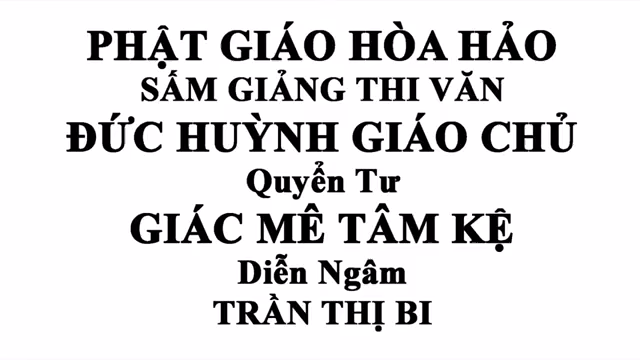 PHẬT GIÁO HÒA HẢO
SẤM GIẢNG THI VĂN
ĐỨC HUỲNH GIÁO CHỦ
Quyển Tư
GIÁC MÊ TÂM KỆ
Diễn Ngâm
TRẦN THỊ BI